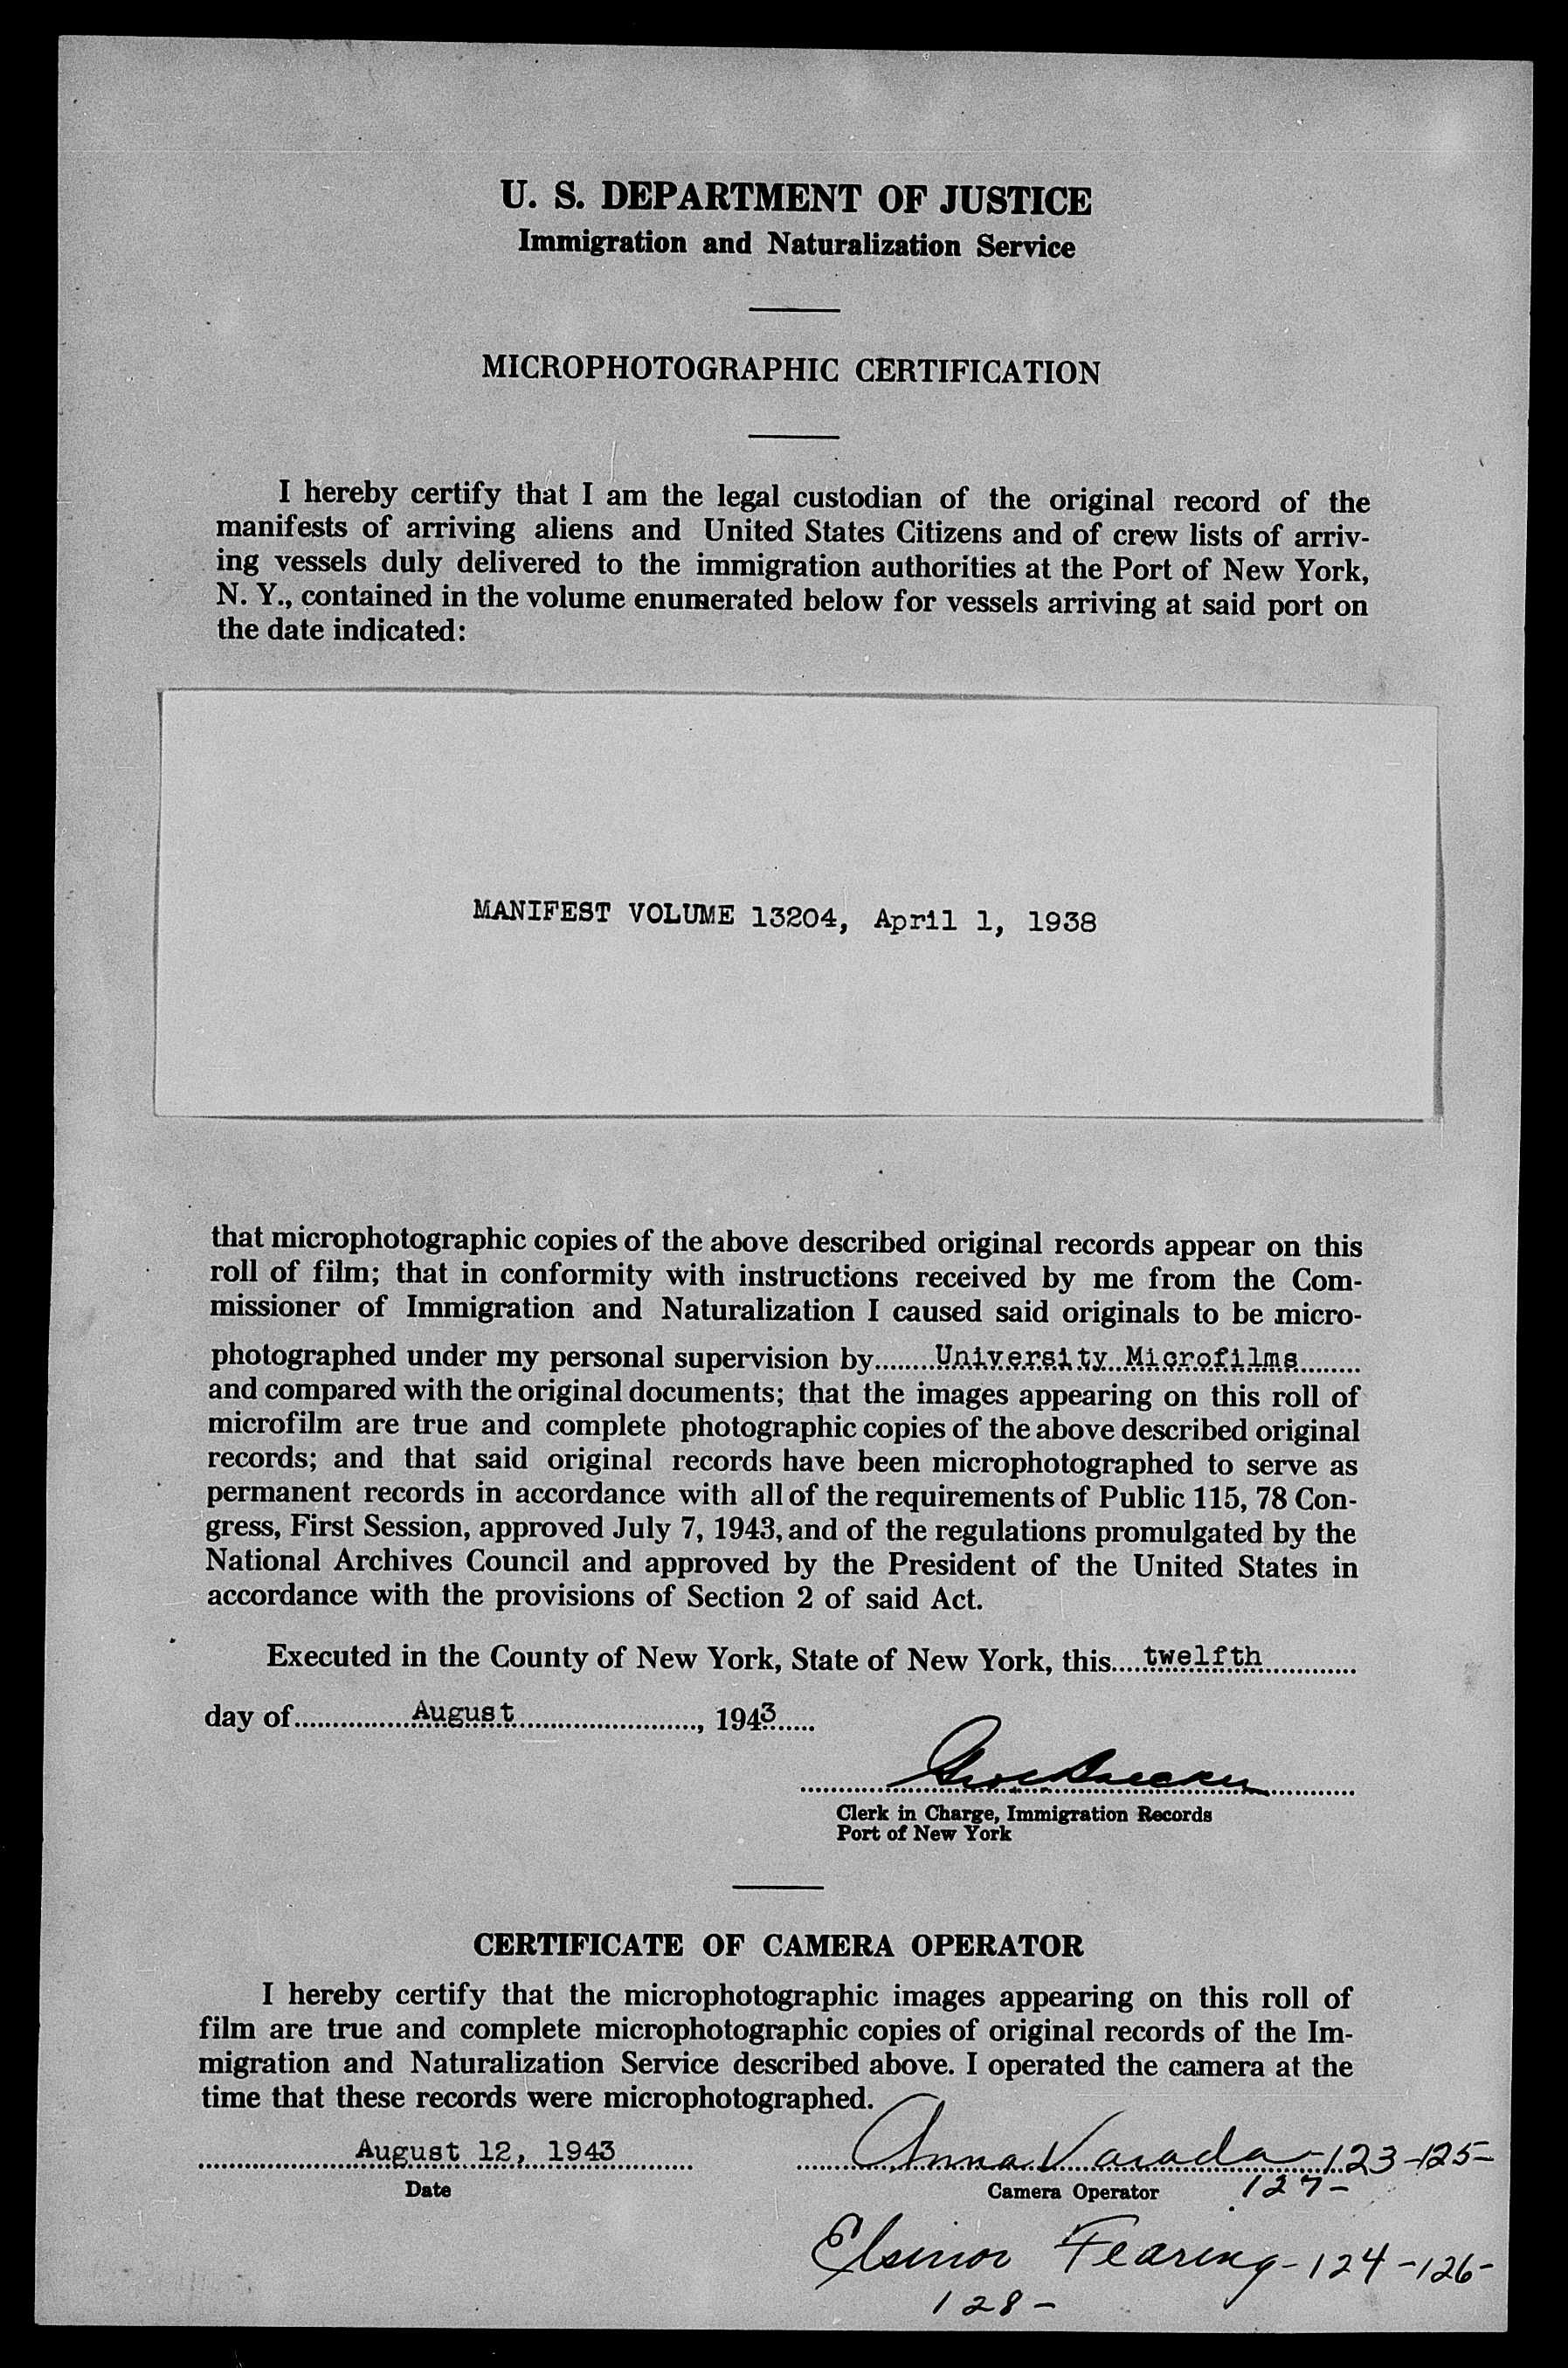 U. S. DEPARTMENT OF JUSTICE
Immigration and Naturalization Service
MICROPHOTOGRAPHIC CERTIFICATION
I hereby certify that I am the legal custodian of the original record of the
manifests of arriving aliens and United States Citizens and of crew lists of arriv-
ing vessels duly delivered to the immigration authorities at the Port of New York,
N. Y., contained in the volume enumerated below for vessels arriving at said port on
the date indicated:
MANIFEST VOLUME 13204, April 1, 1938
that microphotographic copies of the above described original records appear on this
roll of film; that in conformity with instructions received by me from the Com-
missioner of Immigration and Naturalization I caused said originals to be micro-
photographed under my personal supervision by........University Microfilms........
and compared with the original documents; that the images appearing on this roll of
microfilm are true and complete photographic copies of the above described original
records; and that said original records have been microphotographed to serve as
permanent records in accordance with all of the requirements of Public 115, 78 Con-
gress, First Session, approved July 7, 1943, and of the regulations promulgated by the
National Archives Council and approved by the President of the United States in
accordance with the provisions of Section 2 of said Act.
Executed in the County of New York, State of New York, this.....twelfth.............
day of.................August..........................., 1943......
Clerk in Charge, Immigration Records
Port of New York
CERTIFICATE OF CAMERA OPERATOR
I hereby certify that the microphotographic images appearing on this roll of
film are true and complete microphotographic copies of original records of the Im-
migration and Naturalization Service described above. I operated the camera at the
time that these records were microphotographed.
August 12, 1943 Anna Varada - 123-125-
Date Camera Operator 127-
Fearing - 124-126-
128-